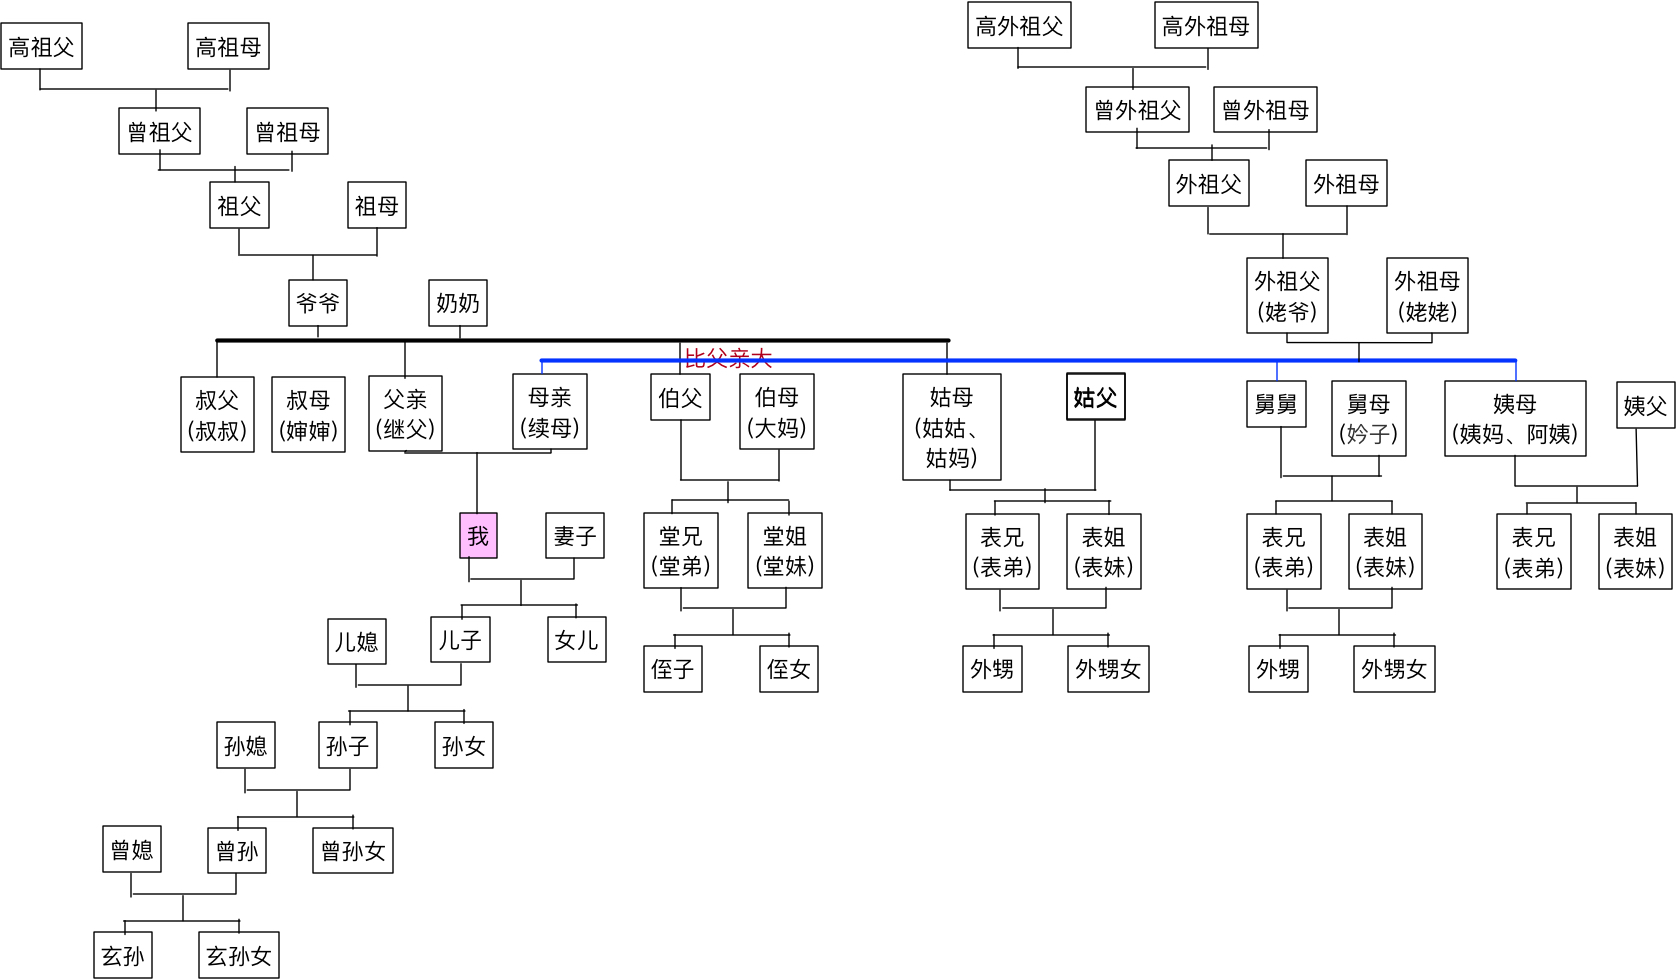 高外祖父
高外祖母
高祖父
高祖母
曾外祖父
曾外祖母
曾祖父
曾祖母
外祖父
外祖母
祖父
祖母
外祖父
(姥爷)
外祖母
(姥姥)
爷爷
奶奶
比父亲大
叔父
(叔叔)
叔母
(婶婶)
父亲
(继父)
母亲
(续母)
伯父
伯母
(大妈)
姑母
(姑姑、
姑妈)
姑父
舅舅
舅母
(妗子)
姨母
(姨妈、阿姨)
姨父
我
妻子
堂兄
(堂弟)
堂姐
(堂妹)
表兄
(表弟)
表姐
(表妹)
表兄
(表弟)
表姐
(表妹)
表兄
(表弟)
表姐
(表妹)
儿媳
儿子
女儿
侄子
侄女
外甥
外甥女
外甥
外甥女
孙媳
孙子
孙女
曾媳
曾孙
曾孙女
玄孙
玄孙女